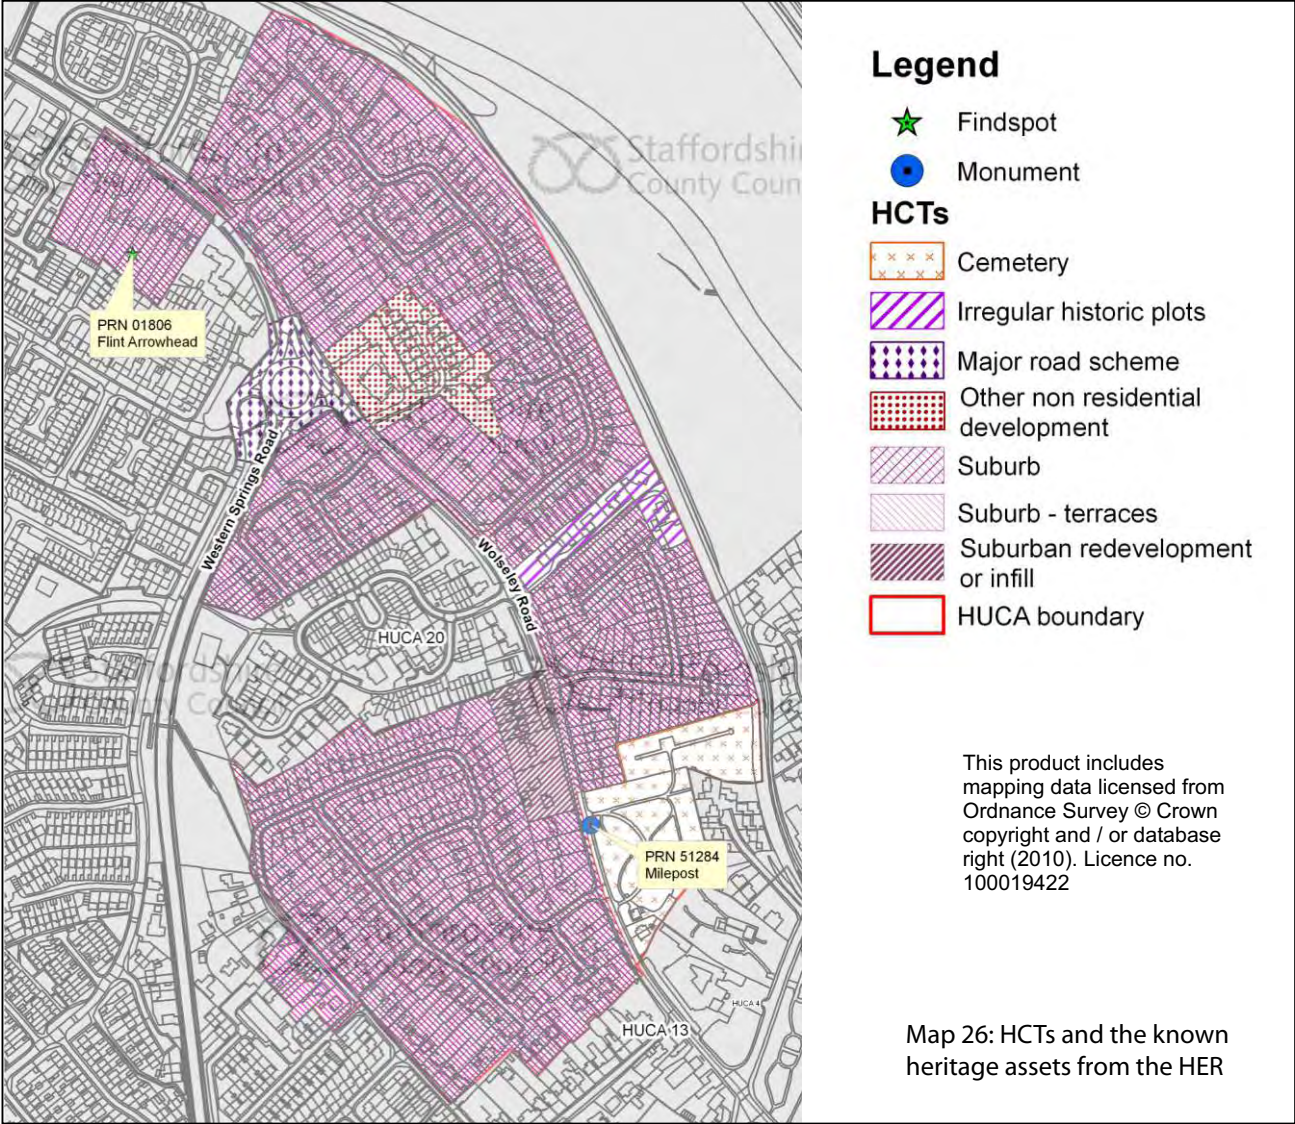 Staffordshi
County Coun
PRN 01806
Flint Arrowhead
Western Springs Road
Wolseley Road
HUCA 20
PRN 51284
Milepost
HUCA 4
HUCA 13
Legend
Findspot
Monument
HCTs
Cemetery
Irregular historic plots
Major road scheme
Other non residential
development
Suburb
Suburb - terraces
Suburban redevelopment
or infill
HUCA boundary
This product includes
mapping data licensed from
Ordnance Survey © Crown
copyright and / or database
right (2010). Licence no.
100019422
Map 26: HCTs and the known
heritage assets from the HER